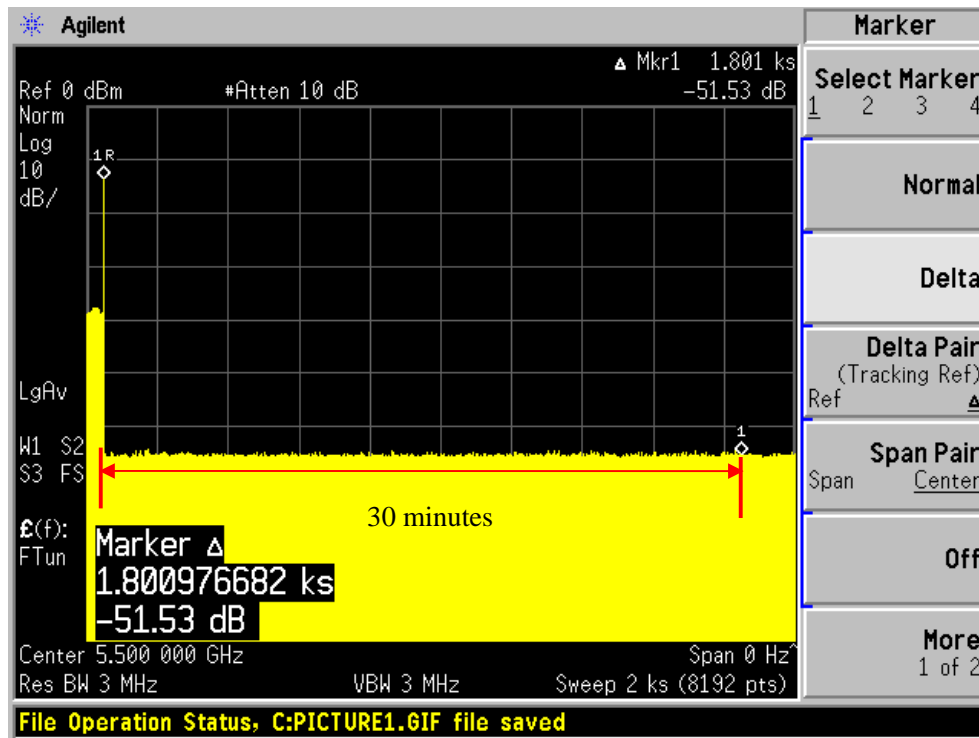 Agilent
Marker
Δ Mkr1 1.801 ks
Ref 0 dBm #Atten 10 dB -51.53 dB
Norm
Log
10
dB/
1R
LgAv
W1 S2
S3 FS
1
30 minutes
£(f):
FTun
Marker Δ
1.800976682 ks
-51.53 dB
Center 5.500 000 GHz Span 0 Hz^
Res BW 3 MHz VBW 3 MHz Sweep 2 ks (8192 pts)
File Operation Status, C:PICTURE1.GIF file saved
Select Marker
1 2 3 4
Normal
Delta
Delta Pair
(Tracking Ref)
Ref Δ
Span Pair
Span Center
Off
More
1 of 2